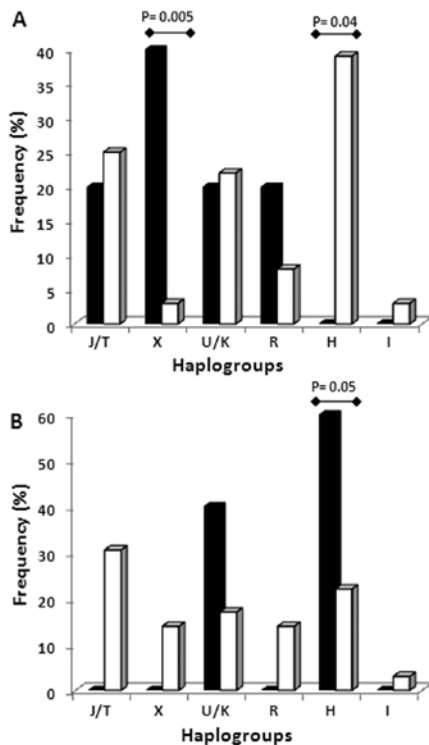 A
P= 0.005
P= 0.04
Frequency (%)
40
35
30
25
20
15
10
5
0
J/T X U/K R H I
Haplogroups
P= 0.05
B
Frequency (%)
60
50
40
30
20
10
0
J/T X U/K R H I
Haplogroups